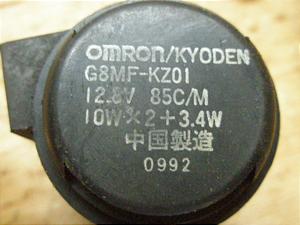 omron/KYODEN
G8MF-KZ01
12.8V 85C/M
10W×2+3.4W
中国製造
0992